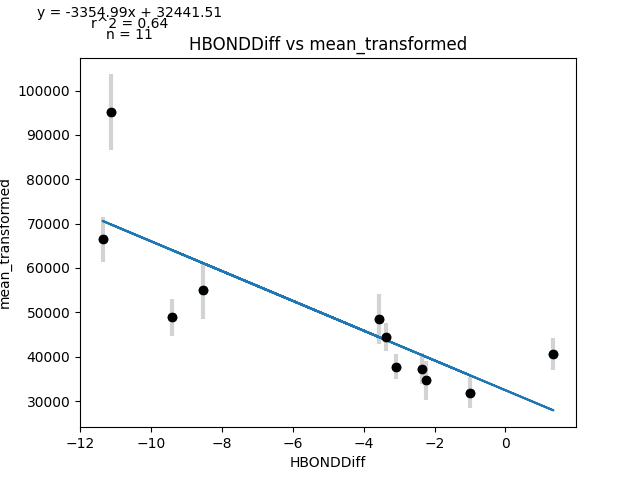 y = -3354.99x + 32441.51
r^2 = 0.64
n = 11
HBONDDiff vs mean_transformed
100000
90000
80000
70000
60000
50000
40000
30000
mean_transformed
−12
−10
−8
−6
−4
−2
0
HBONDDiff